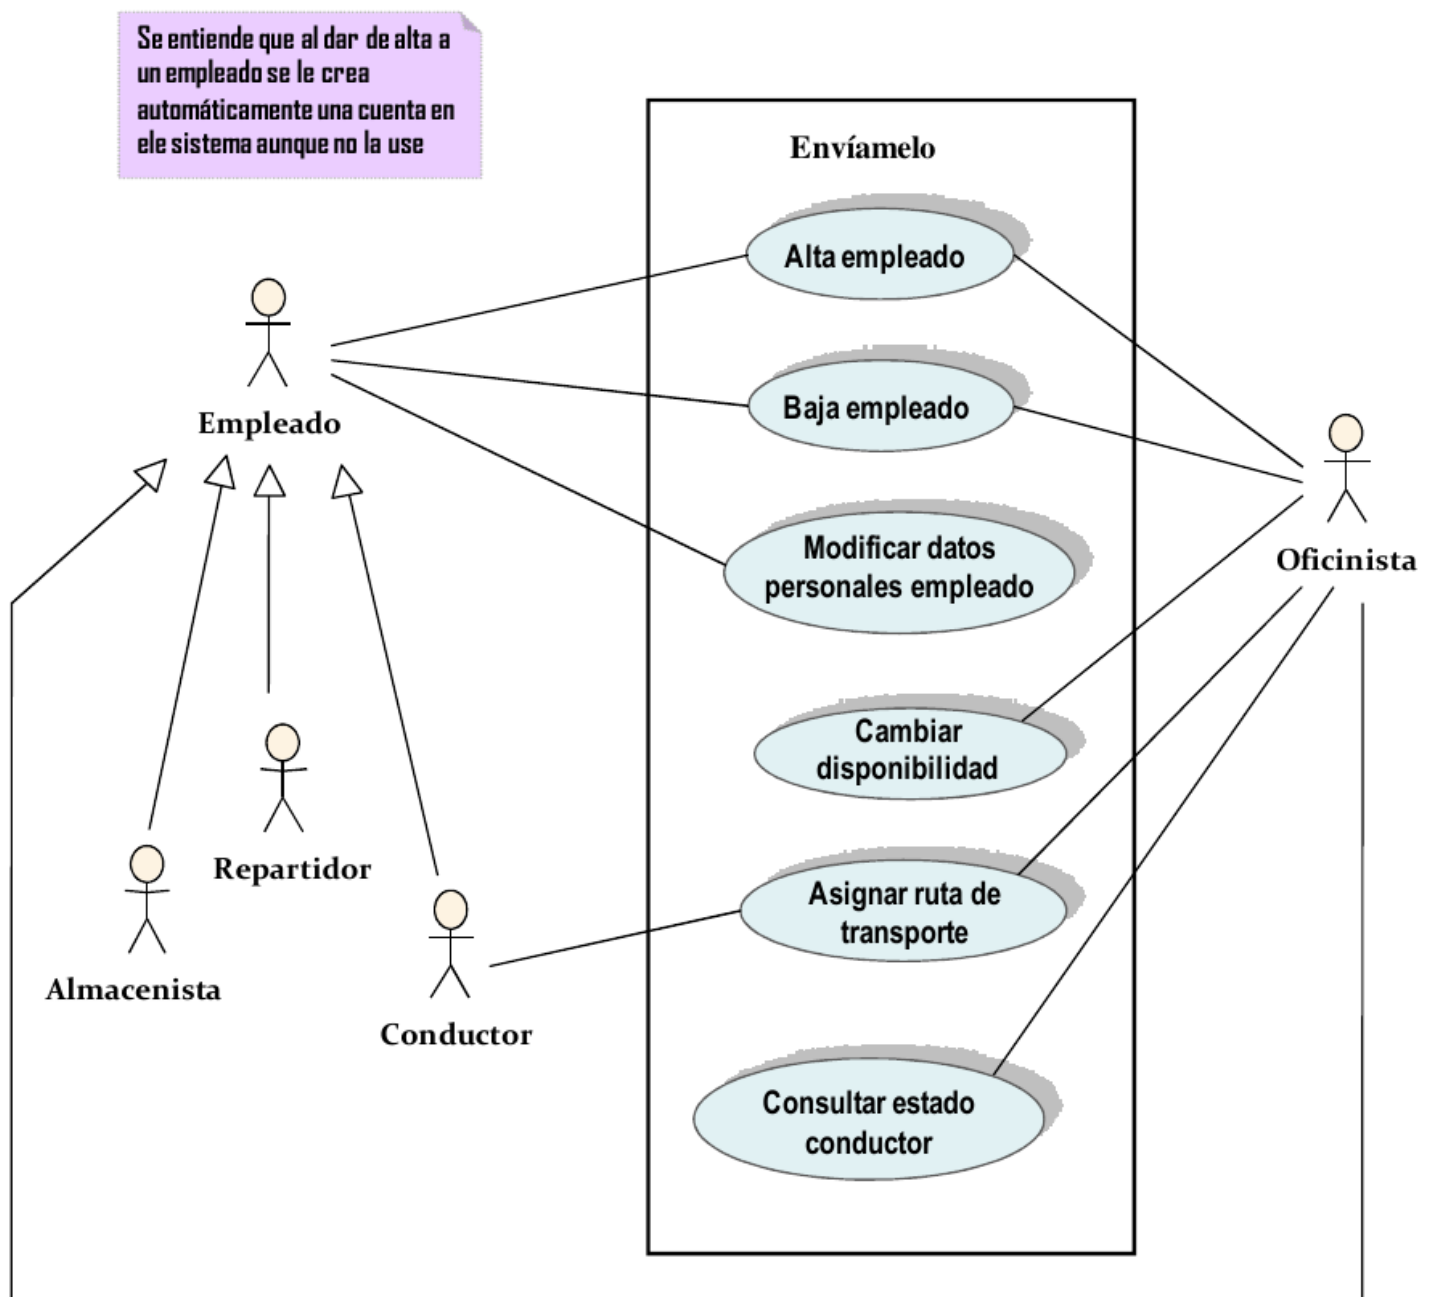 Se entiende que al dar de alta a
un empleado se le crea
automáticamente una cuenta en
ele sistema aunque no la use
Envíamelo
Alta empleado
Empleado
Baja empleado
Modificar datos
personales empleado
Oficinista
Cambiar
disponibilidad
Repartidor
Asignar ruta de
transporte
Almacenista
Conductor
Consultar estado
conductor